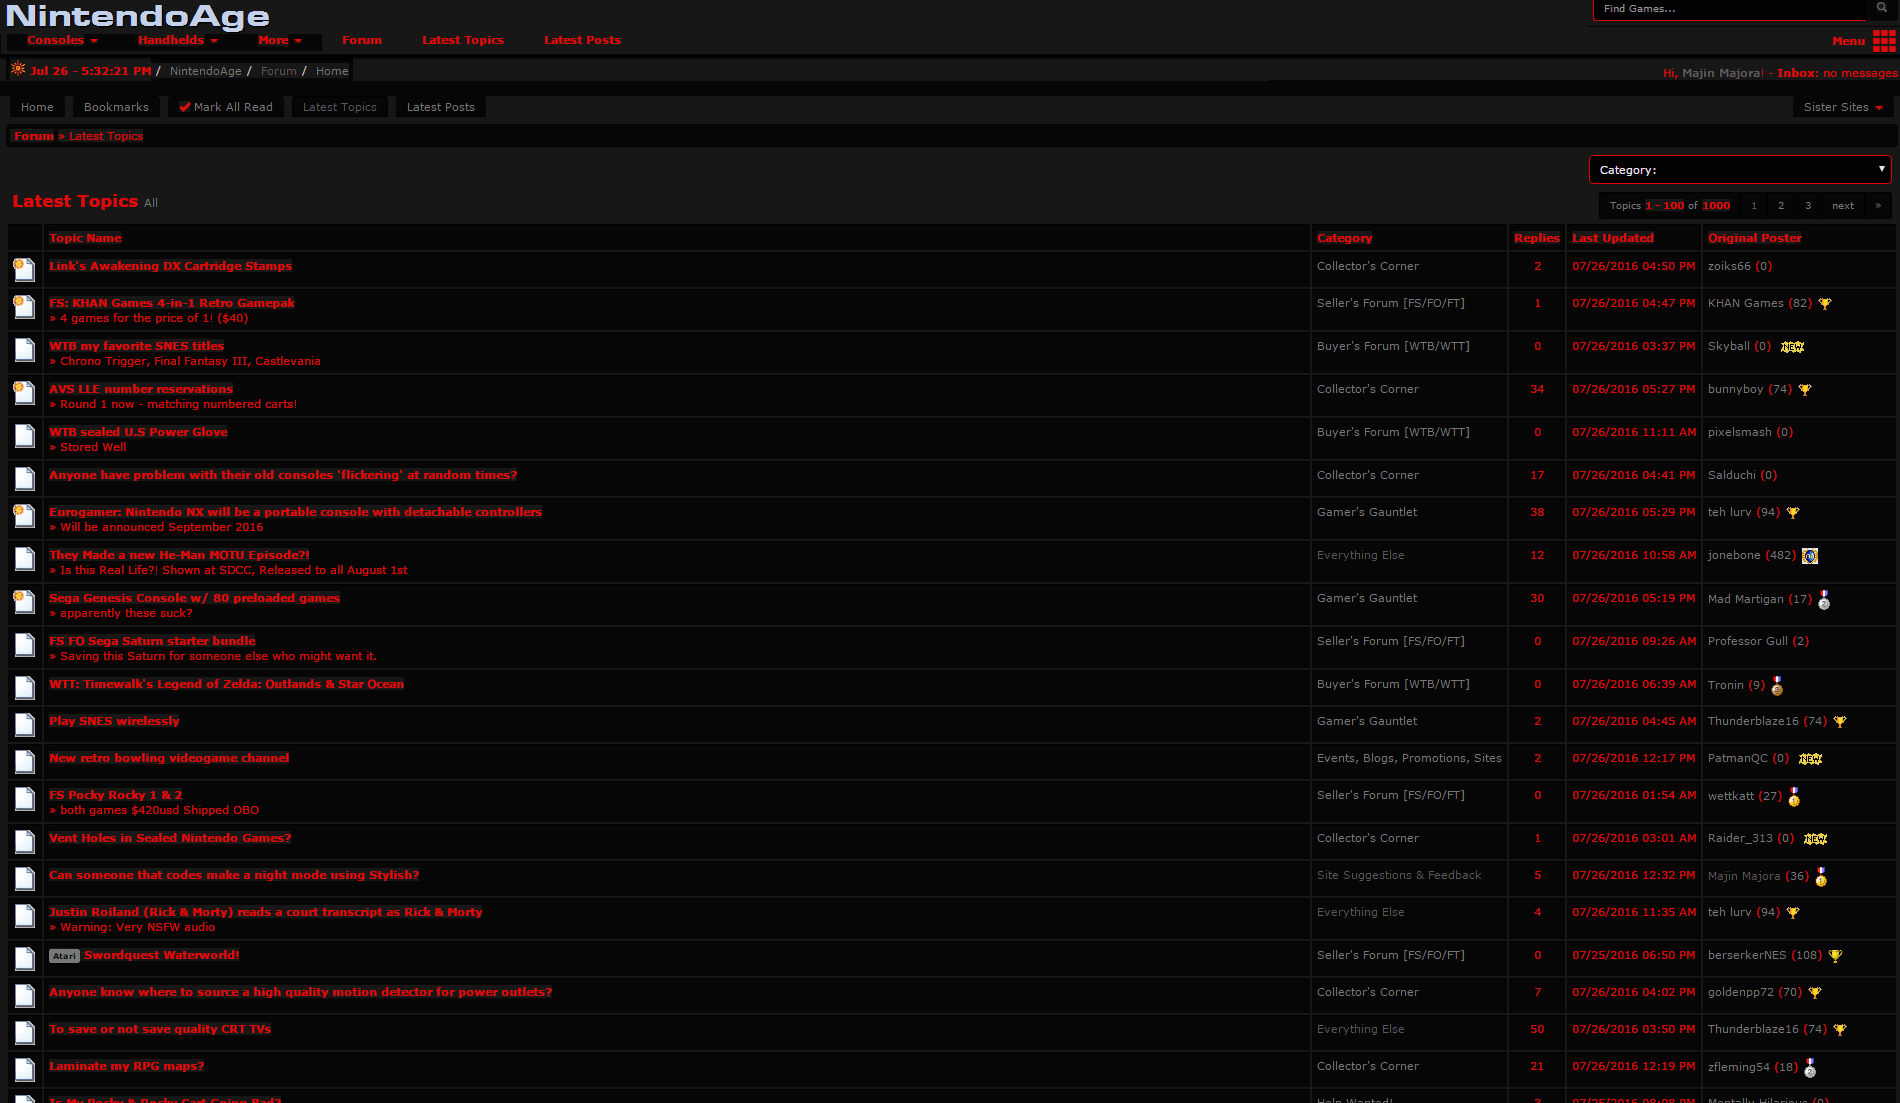 NintendoAge
Find Games...
Consoles Handhelds More Forum Latest Topics Latest Posts
Menu
Jul 26 - 5:32:21 PM / NintendoAge / Forum / Home
Hi, Majin Majora! - Inbox: no messages
Home Bookmarks Mark All Read Latest Topics Latest Posts
Sister Sites
Forum » Latest Topics
Category:
Latest Topics All
Topics 1 - 100 of 1000 1 2 3 next »
Topic Name Category Replies Last Updated Original Poster
Link's Awakening DX Cartridge Stamps Collector's Corner 2 07/26/2016 04:50 PM zoiks66 (0)
FS: KHAN Games 4-in-1 Retro Gamepak Seller's Forum [FS/FO/FT] 1 07/26/2016 04:47 PM KHAN Games (82)
» 4 games for the price of 1! ($40)
WTB my favorite SNES titles Buyer's Forum [WTB/WTT] 0 07/26/2016 03:37 PM Skyball (0) NEW
» Chrono Trigger, Final Fantasy III, Castlevania
AVS LLE number reservations Collector's Corner 34 07/26/2016 05:27 PM bunnyboy (74)
» Round 1 now - matching numbered carts!
WTB sealed U.S Power Glove Buyer's Forum [WTB/WTT] 0 07/26/2016 11:11 AM pixelsmash (0)
» Stored Well
Anyone have problem with their old consoles 'flickering' at random times? Collector's Corner 17 07/26/2016 04:41 PM Salduchi (0)
Eurogamer: Nintendo NX will be a portable console with detachable controllers Gamer's Gauntlet 38 07/26/2016 05:29 PM teh lurv (94)
» Will be announced September 2016
They Made a new He-Man MOTU Episode?! Everything Else 12 07/26/2016 10:58 AM jonebone (482)
» Is this Real Life?! Shown at SDCC, Released to all August 1st
Sega Genesis Console w/ 80 preloaded games Gamer's Gauntlet 30 07/26/2016 05:19 PM Mad Martigan (17)
» apparently these suck?
FS FO Sega Saturn starter bundle Seller's Forum [FS/FO/FT] 0 07/26/2016 09:26 AM Professor Gull (2)
» Saving this Saturn for someone else who might want it.
WTT: Timewalk's Legend of Zelda: Outlands & Star Ocean Buyer's Forum [WTB/WTT] 0 07/26/2016 06:39 AM Tronin (9)
Play SNES wirelessly Gamer's Gauntlet 2 07/26/2016 04:45 AM Thunderblaze16 (74)
New retro bowling videogame channel Events, Blogs, Promotions, Sites 2 07/26/2016 12:17 PM PatmanQC (0) NEW
FS Pocky Rocky 1 & 2 Seller's Forum [FS/FO/FT] 0 07/26/2016 01:54 AM wettkatt (27)
» both games $420usd Shipped OBO
Vent Holes in Sealed Nintendo Games? Collector's Corner 1 07/26/2016 03:01 AM Raider_313 (0) NEW
Can someone that codes make a night mode using Stylish? Site Suggestions & Feedback 5 07/26/2016 12:32 PM Majin Majora (36)
Justin Roiland (Rick & Morty) reads a court transcript as Rick & Morty Everything Else 4 07/26/2016 11:35 AM teh lurv (94)
» Warning: Very NSFW audio
Atari Swordquest Waterworld! Seller's Forum [FS/FO/FT] 0 07/25/2016 06:50 PM berserkerNES (108)
Anyone know where to source a high quality motion detector for power outlets? Collector's Corner 7 07/26/2016 04:02 PM goldenpp72 (70)
To save or not save quality CRT TVs Everything Else 50 07/26/2016 03:50 PM Thunderblaze16 (74)
Laminate my RPG maps? Collector's Corner 21 07/26/2016 12:19 PM zfleming54 (18)
Is My Pocky & Rocky Cart Going Bad? Help Wanted! 3 07/25/2016 08:08 PM Mentally Hilarious (0)